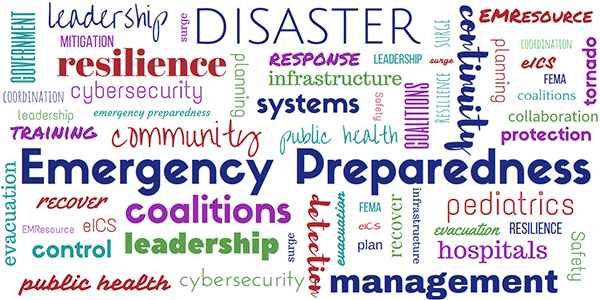 GOVERNMENT
leadership
MITIGATION
surge
DISASTER
EMRESOURCE
resilience
planning
RESPONSE
LEADERSHIP
surge
SURGE
continuity
planning
COORDINATION
eICS
FEMA
tornado
cybersecurity
infrastructure
COORDINATION
leadership
emergency preparedness
systems
Safety
COALITIONS
RESILIENCE
coalitions
collaboration
TRAINING
community
public health
protection
Emergency Preparedness
evacuation
recover
EMResource
eICS
coalitions
control
leadership
surge
detection
evacuation
FEMA
eICS
plan
recover
infrastructure
pediatrics
evacuation
RESILIENCE
hospitals
Safety
public health
cybersecurity
management